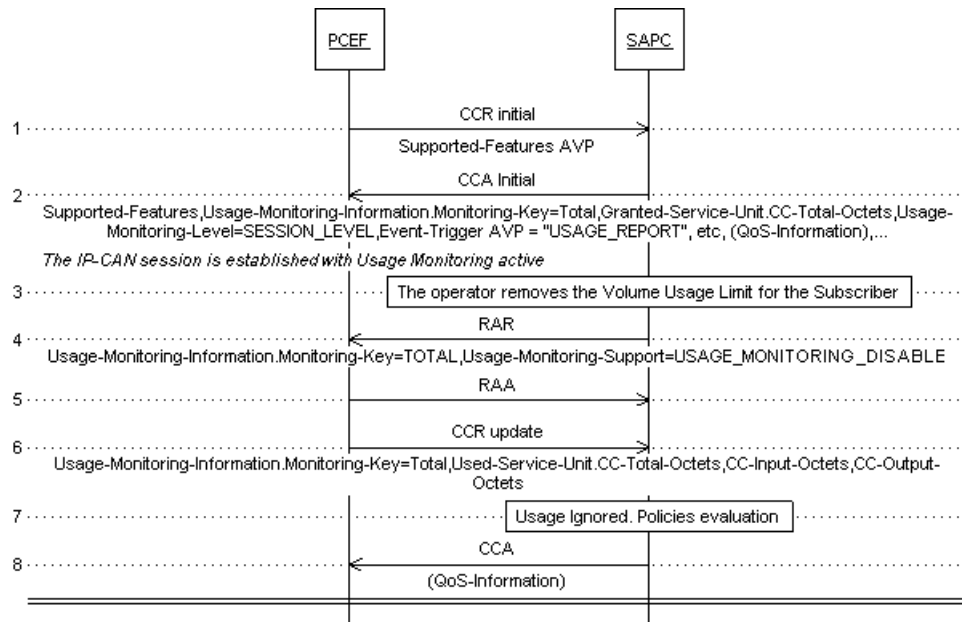 PCEF
SAPC
CCR initial
1
Supported-Features AVP
CCA Initial
2
Supported-Features,Usage-Monitoring-Information.Monitoring-Key=Total,Granted-Service-Unit.CC-Total-Octets,Usage-
Monitoring-Level=SESSION_LEVEL,Event-Trigger AVP = "USAGE_REPORT", etc, (QoS-Information),...
The IP-CAN session is established with Usage Monitoring active
3
The operator removes the Volume Usage Limit for the Subscriber
RAR
4
Usage-Monitoring-Information.Monitoring-Key=TOTAL,Usage-Monitoring-Support=USAGE_MONITORING_DISABLE
RAA
5
CCR update
6
Usage-Monitoring-Information.Monitoring-Key=Total,Used-Service-Unit.CC-Total-Octets,CC-Input-Octets,CC-Output-
Octets
7
Usage Ignored. Policies evaluation
CCA
8
(QoS-Information)